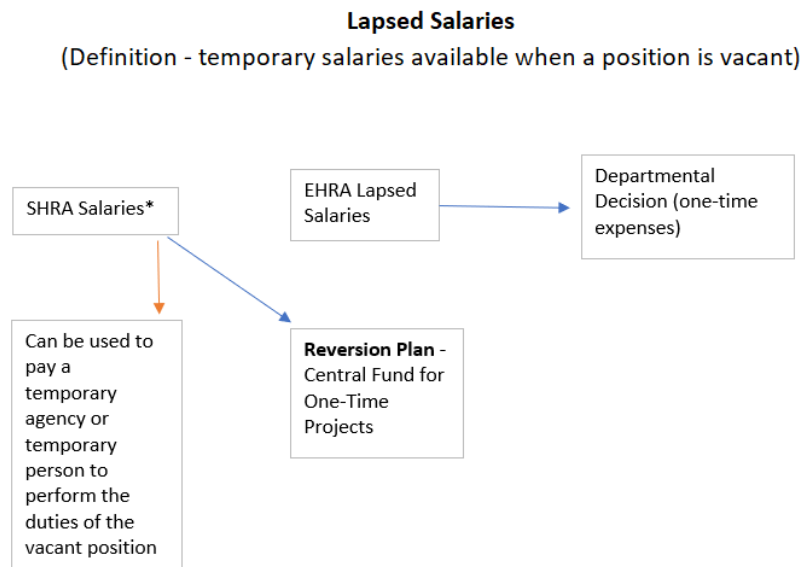 Lapsed Salaries
(Definition - temporary salaries available when a position is vacant)
SHRA Salaries*
EHRA Lapsed
Salaries
Departmental
Decision (one-time
expenses)
Can be used to
pay a
temporary
agency or
temporary
person to
perform the
duties of the
vacant position
Reversion Plan -
Central Fund for
One-Time
Projects